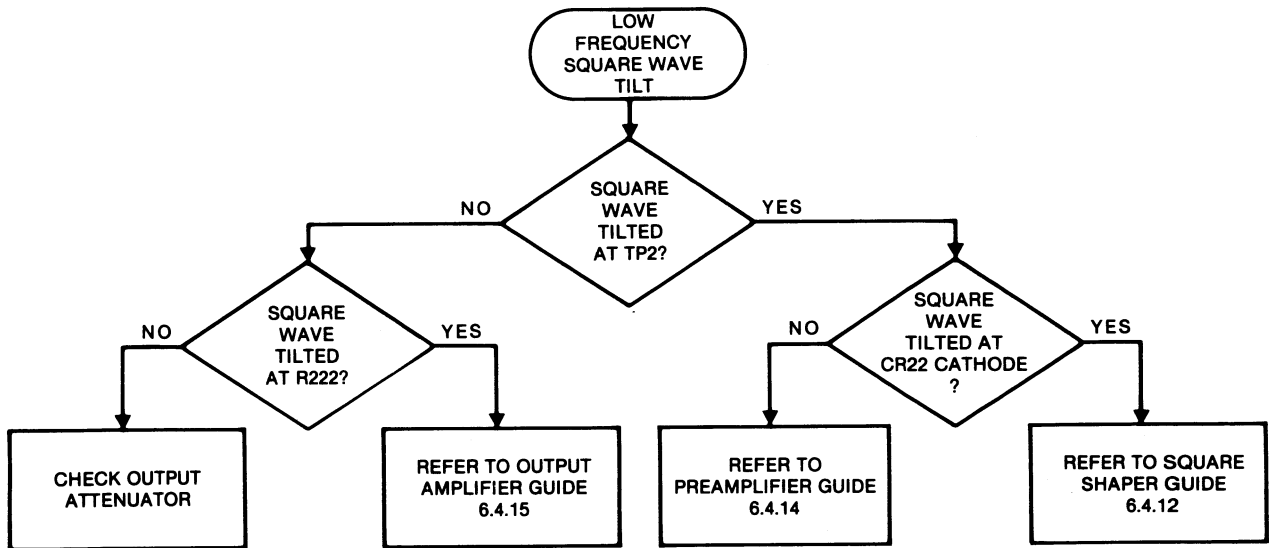 LOW
FREQUENCY
SQUARE WAVE
TILT
SQUARE
WAVE
TILTED
AT TP2?
NO
YES
SQUARE
WAVE
TILTED
AT R222?
NO
YES
SQUARE
WAVE
TILTED AT
CR22 CATHODE
?
NO
YES
CHECK OUTPUT
ATTENUATOR
REFER TO OUTPUT
AMPLIFIER GUIDE
6.4.15
REFER TO
PREAMPLIFIER GUIDE
6.4.14
REFER TO SQUARE
SHAPER GUIDE
6.4.12